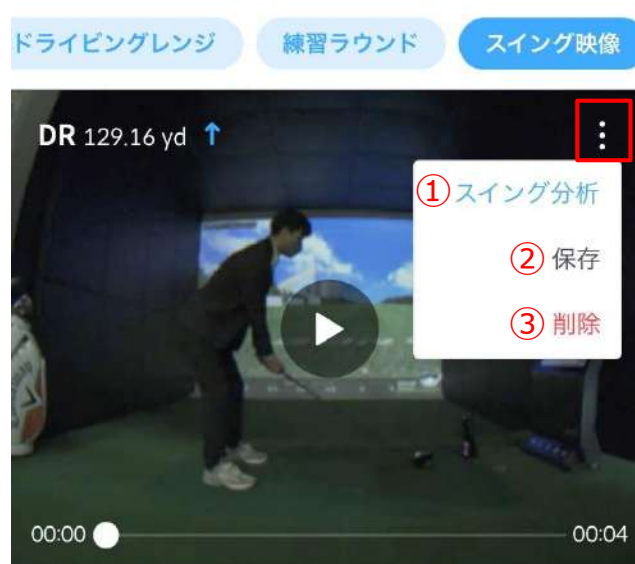 ドライビングレンジ
練習ラウンド
スイング映像
DR 129.16 yd ↑
①スイング分析
②保存
③削除
00:00
00:04